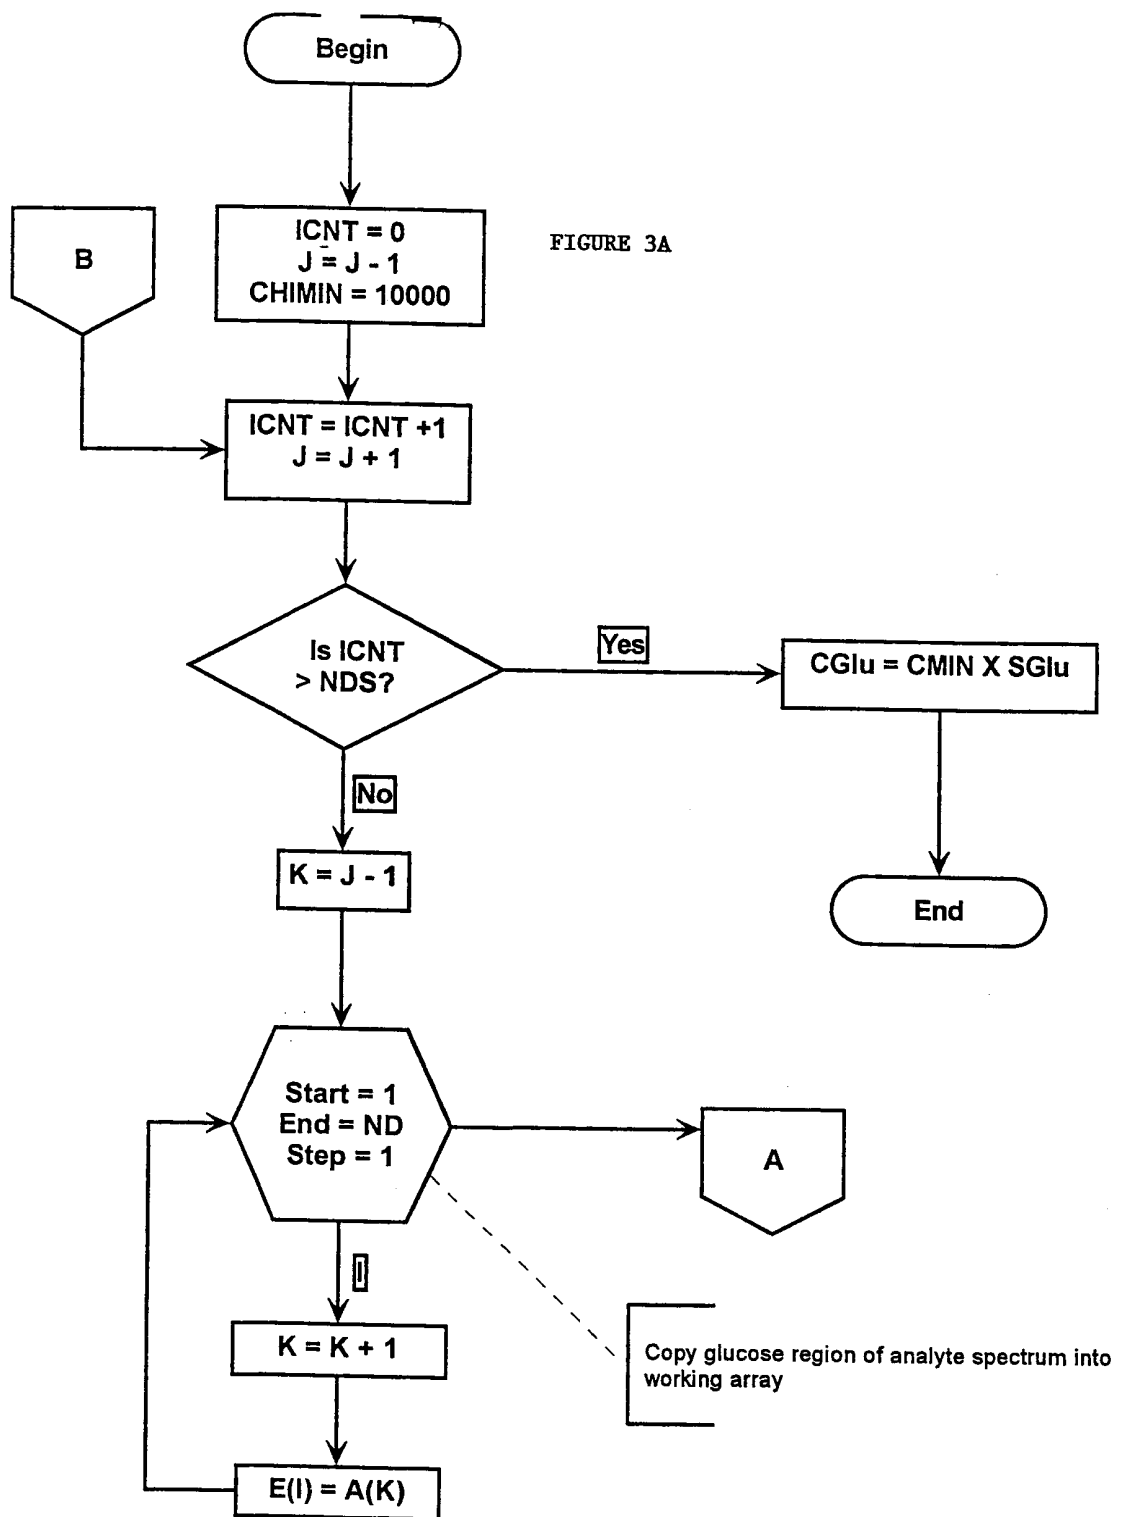 Begin
B
ICNT = 0
J = J - 1
CHIMIN = 10000
FIGURE 3A
ICNT = ICNT +1
J = J + 1
Is ICNT
> NDS?
Yes
CGlu = CMIN X SGlu
No
K = J - 1
End
Start = 1
End = ND
Step = 1
A
I
K = K + 1
Copy glucose region of analyte spectrum into
working array
E(I) = A(K)